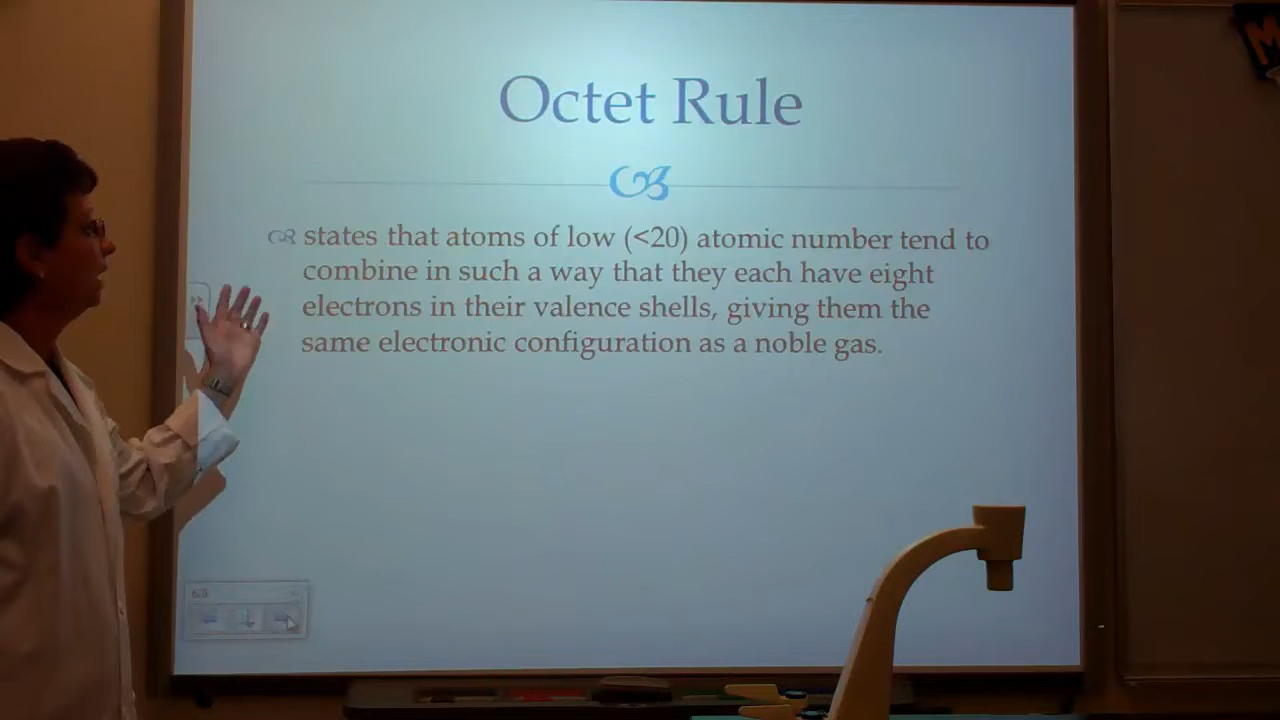 Octet Rule
states that atoms of low (<20) atomic number tend to
combine in such a way that they each have eight
electrons in their valence shells, giving them the
same electronic configuration as a noble gas.